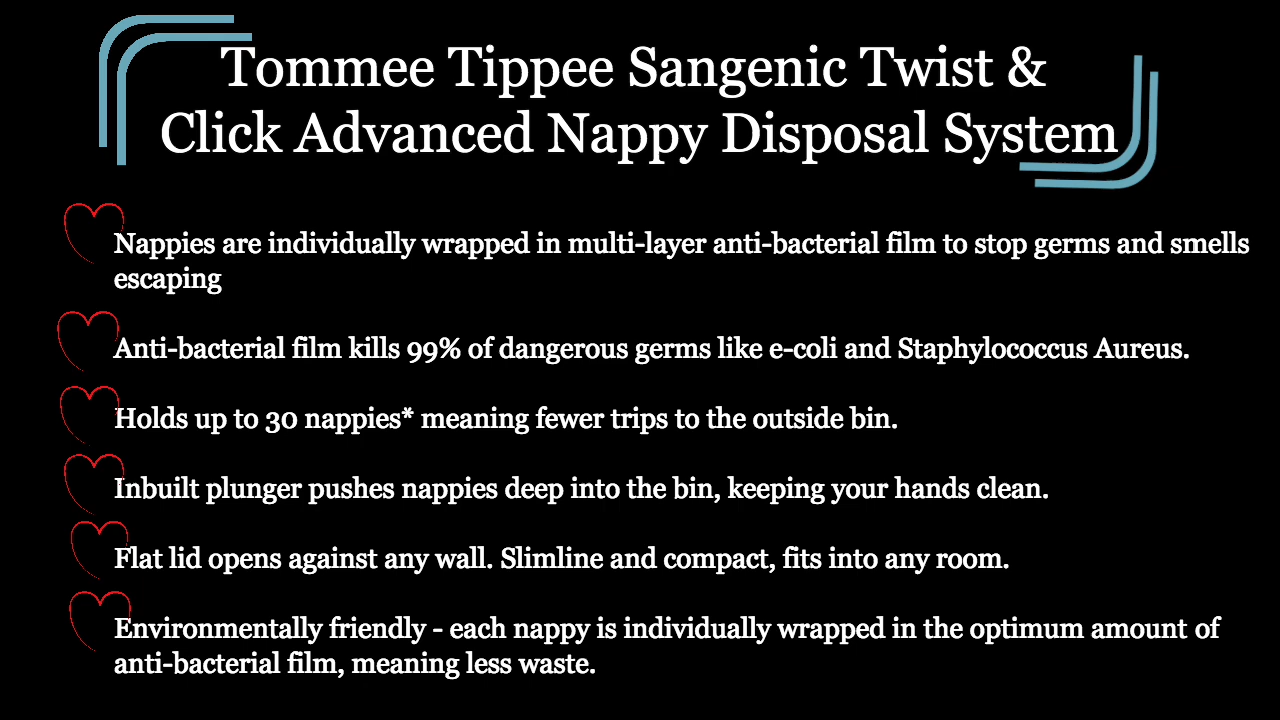 Tommee Tippee Sangenic Twist &
Click Advanced Nappy Disposal System
Nappies are individually wrapped in multi-layer anti-bacterial film to stop germs and smells
escaping
Anti-bacterial film kills 99% of dangerous germs like e-coli and Staphylococcus Aureus.
Holds up to 30 nappies* meaning fewer trips to the outside bin.
Inbuilt plunger pushes nappies deep into the bin, keeping your hands clean.
Flat lid opens against any wall. Slimline and compact, fits into any room.
Environmentally friendly - each nappy is individually wrapped in the optimum amount of
anti-bacterial film, meaning less waste.